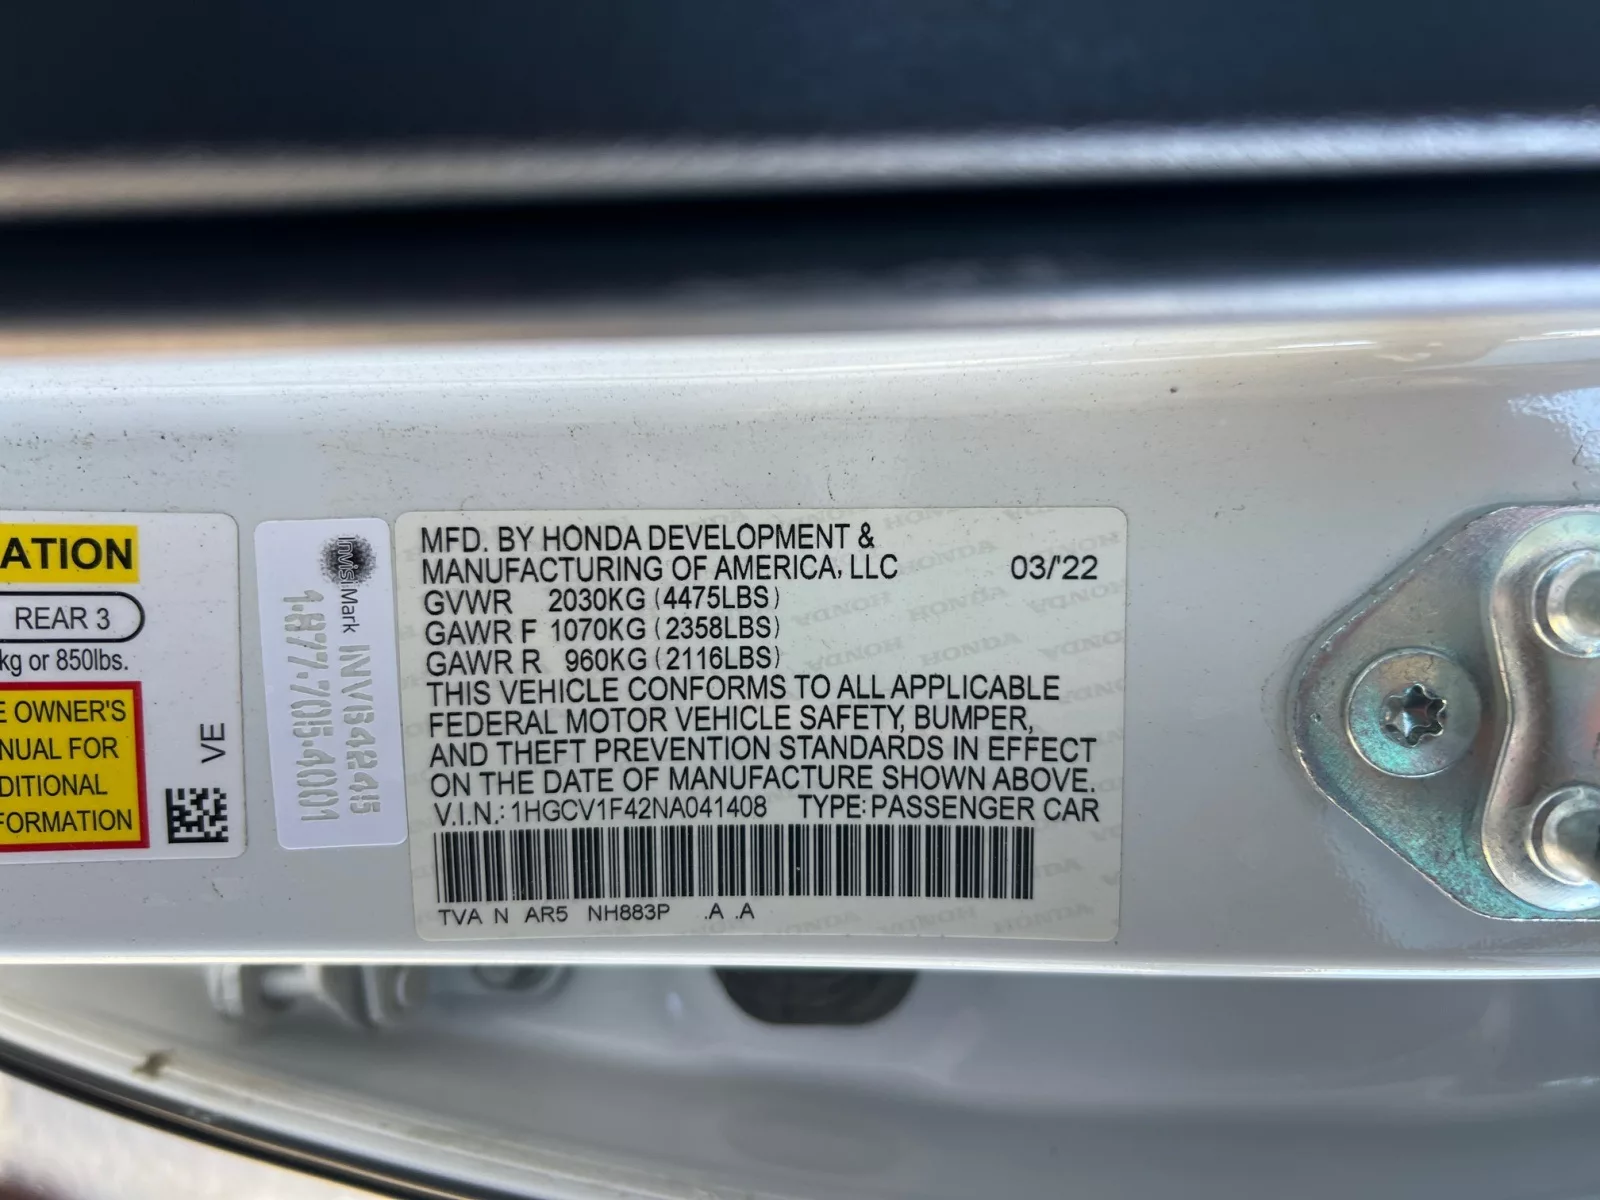 ATION
REAR 3
kg or 850lbs.
E OWNER'S
NUAL FOR
DITIONAL
FORMATION
VE
InvisiMark
INV642445
1.877.705.4001
MFD. BY HONDA DEVELOPMENT &
MANUFACTURING OF AMERICA, LLC 03/'22
GVWR 2030KG (4475LBS)
GAWR F 1070KG (2358LBS)
GAWR R 960KG (2116LBS)
THIS VEHICLE CONFORMS TO ALL APPLICABLE
FEDERAL MOTOR VEHICLE SAFETY, BUMPER,
AND THEFT PREVENTION STANDARDS IN EFFECT
ON THE DATE OF MANUFACTURE SHOWN ABOVE.
V.I.N.: 1HGCV1F42NA041408 TYPE: PASSENGER CAR
TVA N AR5 NH883P .A .A